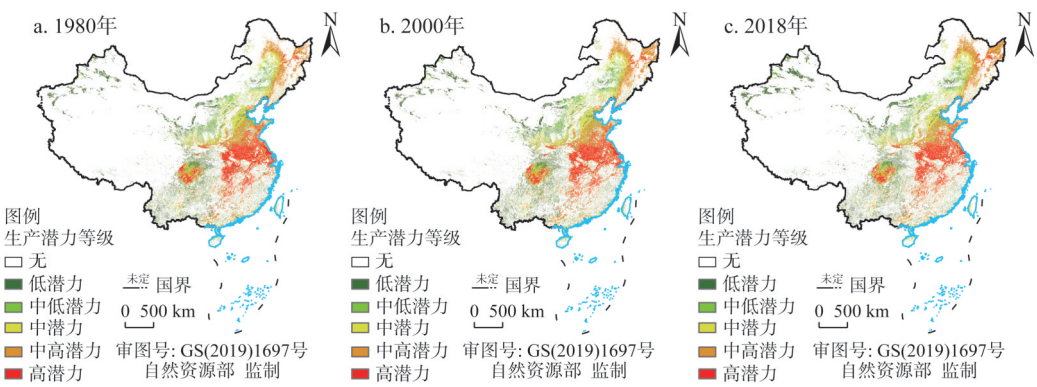 a. 1980年
N
图例
生产潜力等级
无
低潜力
中低潜力
中潜力
中高潜力
高潜力
未定 国界
0 500 km
审图号: GS(2019)1697号
自然资源部 监制
b. 2000年
N
图例
生产潜力等级
无
低潜力
中低潜力
中潜力
中高潜力
高潜力
未定 国界
0 500 km
审图号: GS(2019)1697号
自然资源部 监制
c. 2018年
N
图例
生产潜力等级
无
低潜力
中低潜力
中潜力
中高潜力
高潜力
未定 国界
0 500 km
审图号: GS(2019)1697号
自然资源部 监制